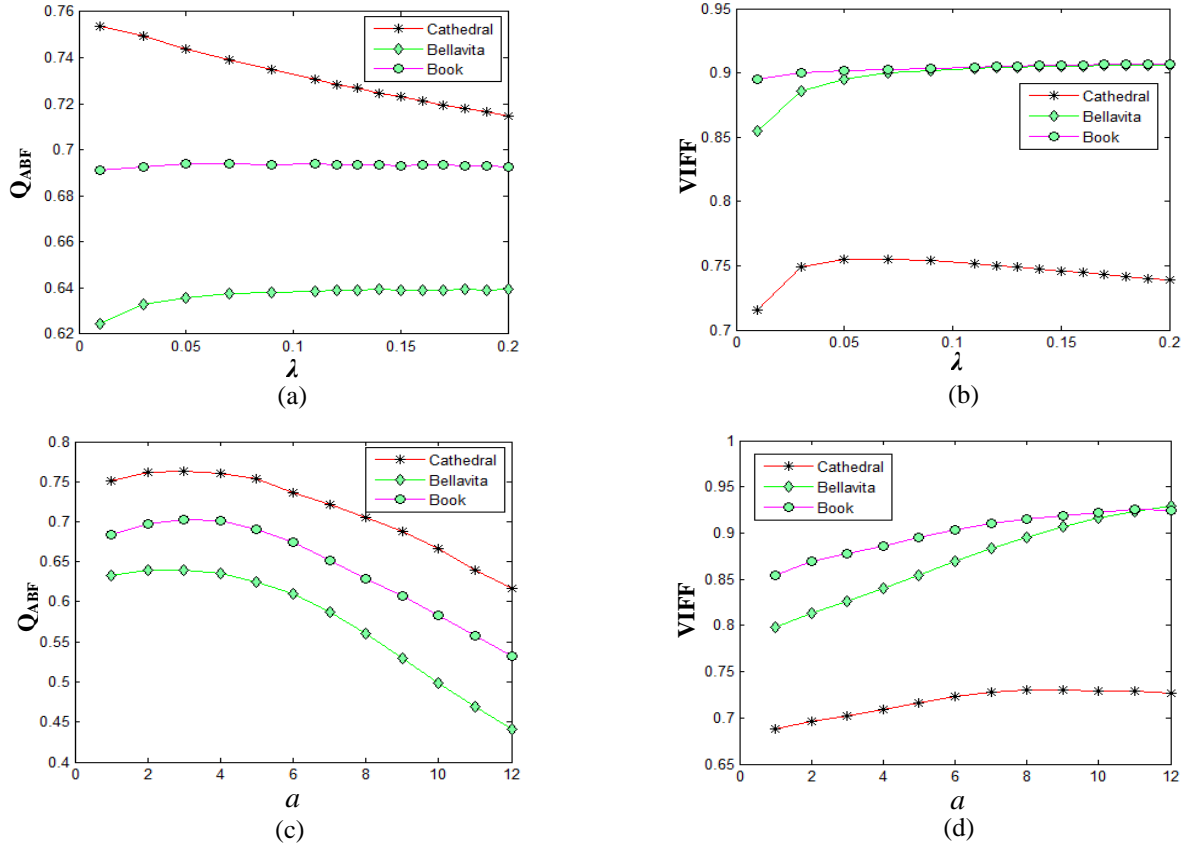 0.76
0.74
0.72
0.7
0.68
0.66
0.64
0.62
Q_ABF
Cathedral
Bellavita
Book
0 0.05 0.1 0.15 0.2
λ
(a)
0.95
0.9
0.85
0.8
0.75
0.7
VIFF
Cathedral
Bellavita
Book
0 0.05 0.1 0.15 0.2
λ
(b)
0.8
0.75
0.7
0.65
0.6
0.55
0.5
0.45
0.4
Q_ABF
Cathedral
Bellavita
Book
0 2 4 6 8 10 12
a
(c)
1
0.95
0.9
0.85
0.8
0.75
0.7
0.65
VIFF
Cathedral
Bellavita
Book
0 2 4 6 8 10 12
a
(d)